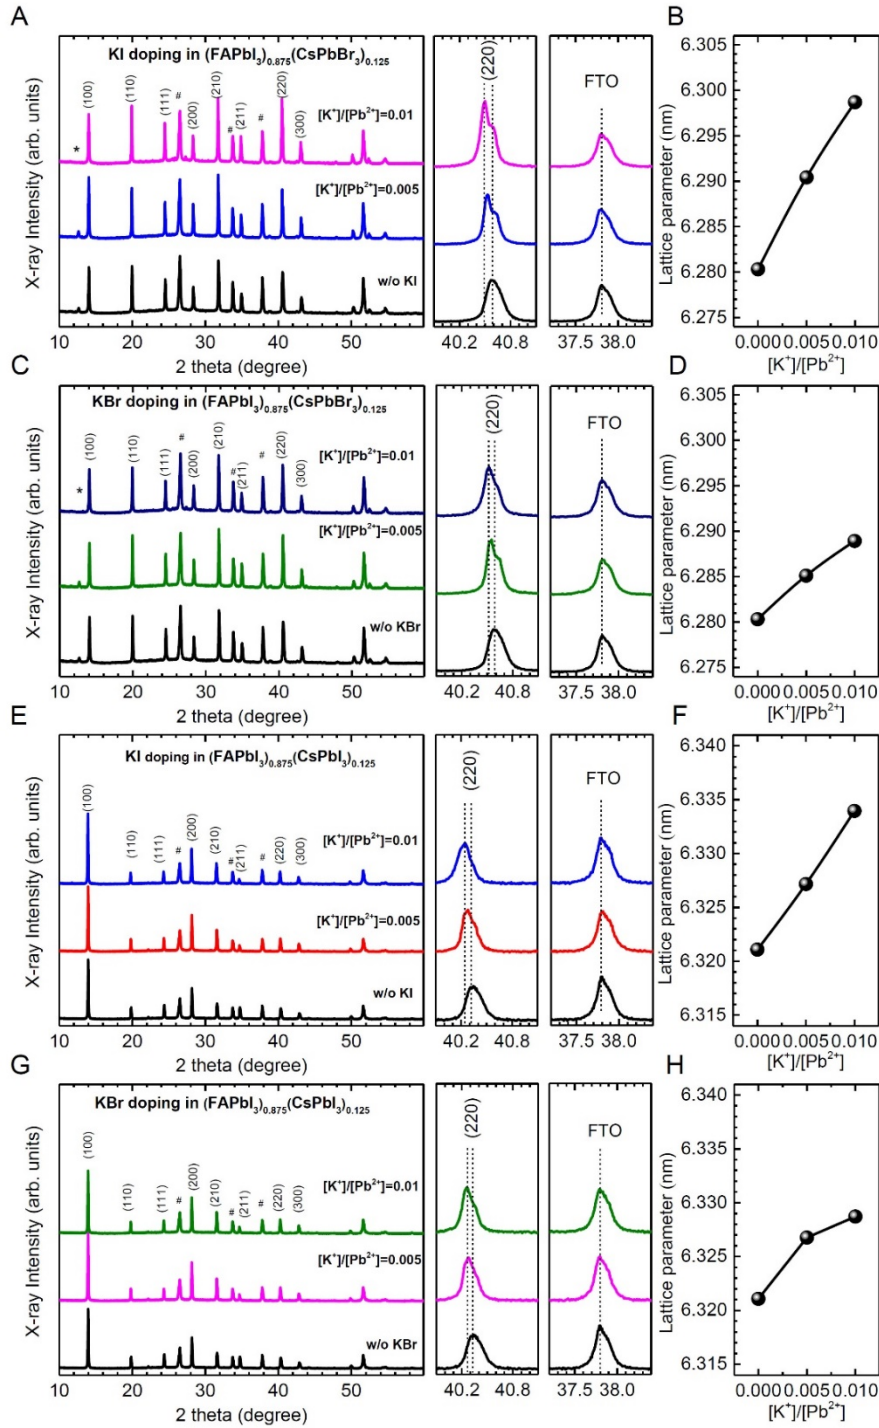 A
KI doping in (FAPbI3)0.875(CsPbBr3)0.125
X-ray Intensity (arb. units)
(100)
(110)
(111)
#
(200)
(210)
#
(211)
#
(220)
(300)
*
[K+]/[Pb2+]=0.01
[K+]/[Pb2+]=0.005
w/o KI
10 20 30 40 50 60
2 theta (degree)
(220)
40.2 40.8
FTO
37.5 38.0
B
Lattice parameter (nm)
6.305
6.300
6.295
6.290
6.285
6.280
6.275
0.000 0.005 0.010
[K+]/[Pb2+]
C
KBr doping in (FAPbI3)0.875(CsPbBr3)0.125
X-ray Intensity (arb. units)
(100)
(110)
(111)
#
(200)
(210)
#
(211)
#
(220)
(300)
*
[K+]/[Pb2+]=0.01
[K+]/[Pb2+]=0.005
w/o KBr
10 20 30 40 50 60
2 theta (degree)
(220)
40.2 40.8
FTO
37.5 38.0
D
Lattice parameter (nm)
6.305
6.300
6.295
6.290
6.285
6.280
6.275
0.000 0.005 0.010
[K+]/[Pb2+]
E
KI doping in (FAPbI3)0.875(CsPbI3)0.125
X-ray Intensity (arb. units)
(100)
(110)
(111)
#
(200)
(210)
#
(211)
#
(220)
(300)
[K+]/[Pb2+]=0.01
[K+]/[Pb2+]=0.005
w/o KI
10 20 30 40 50 60
2 theta (degree)
(220)
40.2 40.8
FTO
37.5 38.0
F
Lattice parameter (nm)
6.340
6.335
6.330
6.325
6.320
6.315
0.000 0.005 0.010
[K+]/[Pb2+]
G
KBr doping in (FAPbI3)0.875(CsPbI3)0.125
X-ray Intensity (arb. units)
(100)
(110)
(111)
#
(200)
(210)
#
(211)
#
(220)
(300)
[K+]/[Pb2+]=0.01
[K+]/[Pb2+]=0.005
w/o KBr
10 20 30 40 50 60
2 theta (degree)
(220)
40.2 40.8
FTO
37.5 38.0
H
Lattice parameter (nm)
6.340
6.335
6.330
6.325
6.320
6.315
0.000 0.005 0.010
[K+]/[Pb2+]